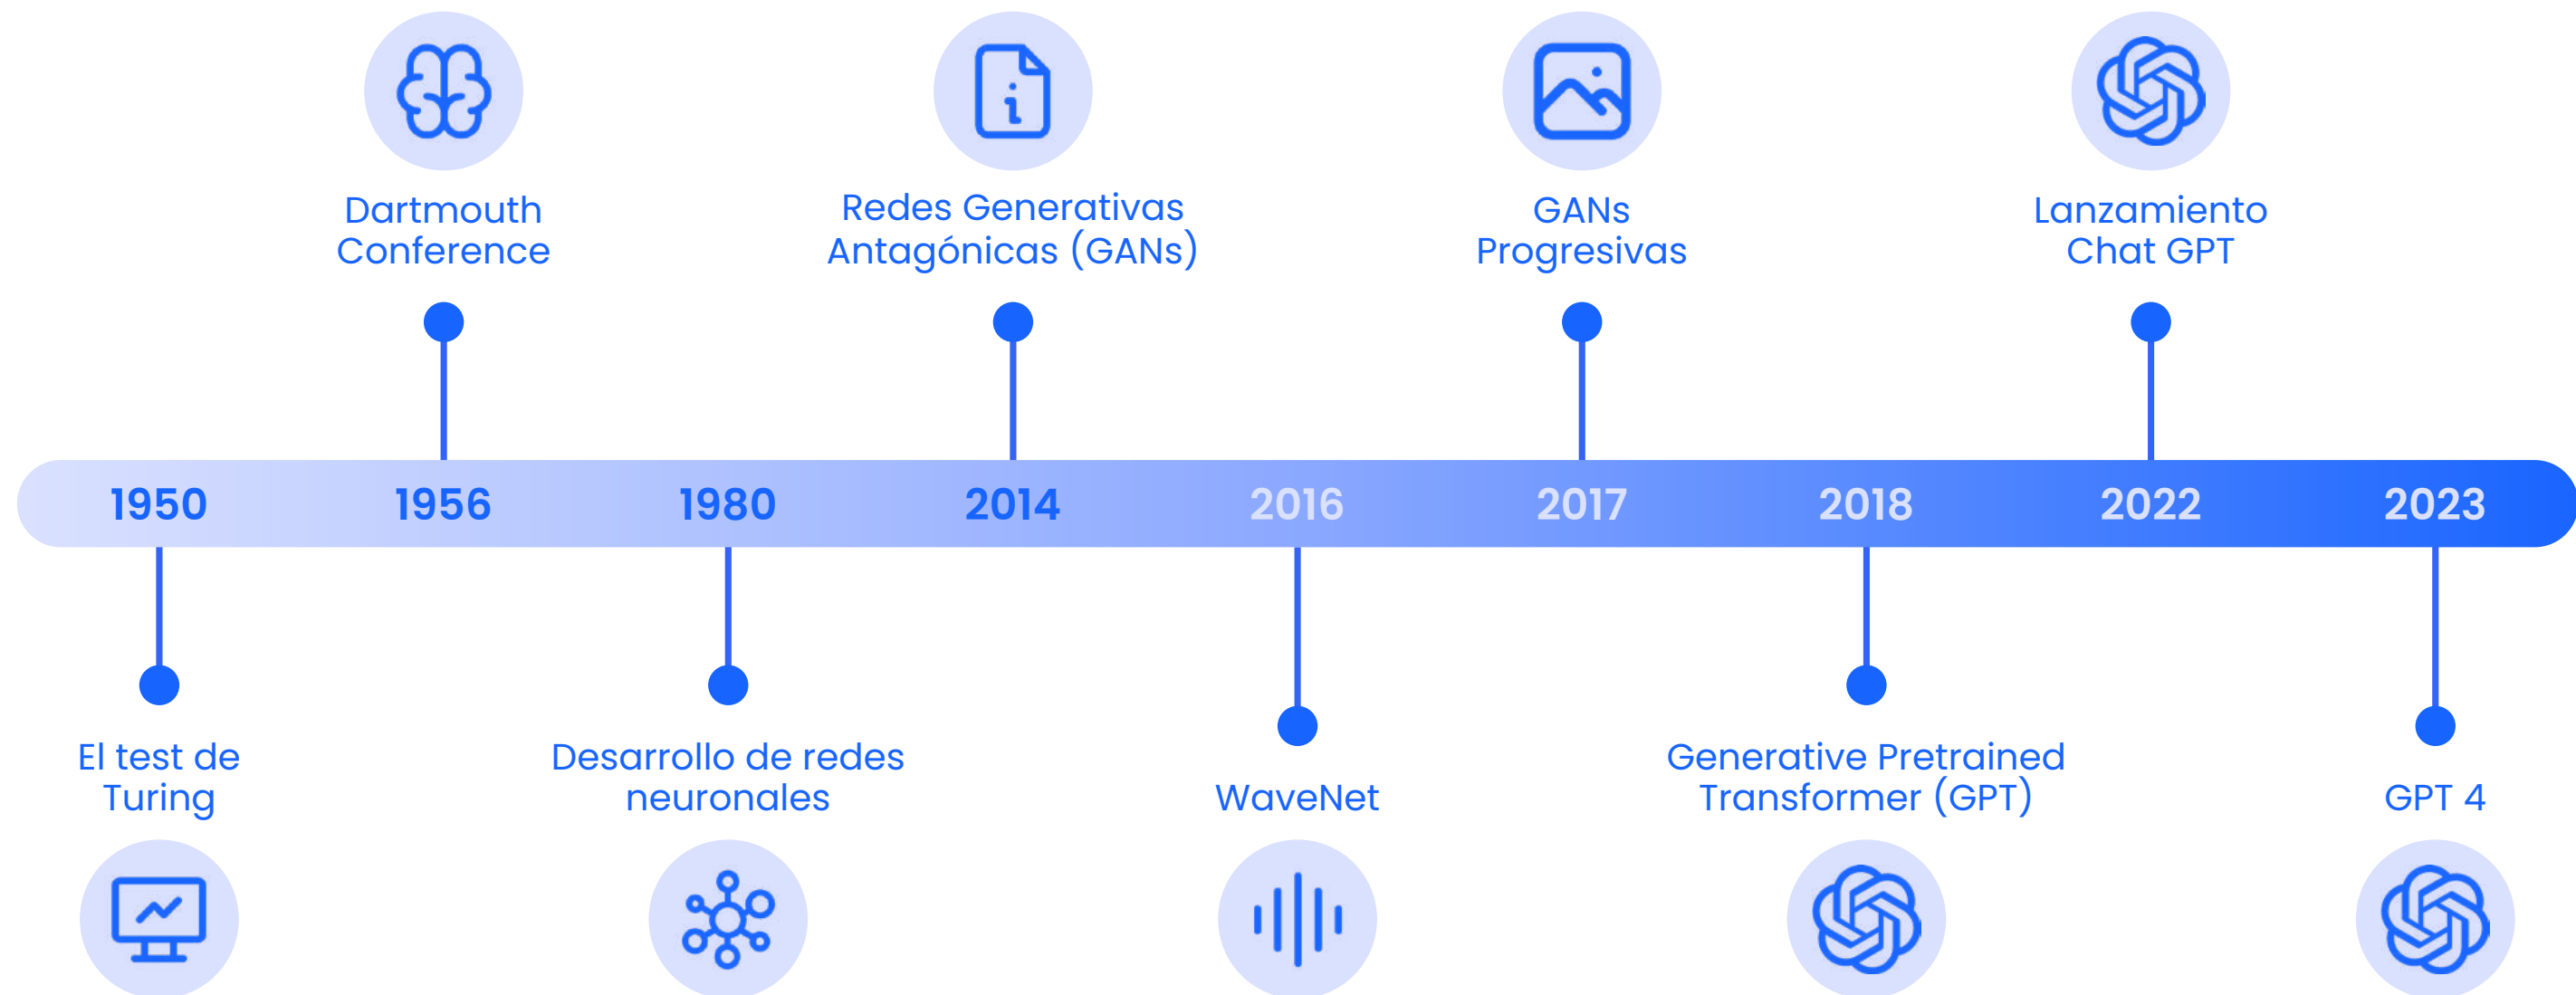 Dartmouth
Conference
Redes Generativas
Antagónicas (GANs)
GANs
Progresivas
Lanzamiento
Chat GPT
1950
1956
1980
2014
2016
2017
2018
2022
2023
El test de
Turing
Desarrollo de redes
neuronales
WaveNet
Generative Pretrained
Transformer (GPT)
GPT 4